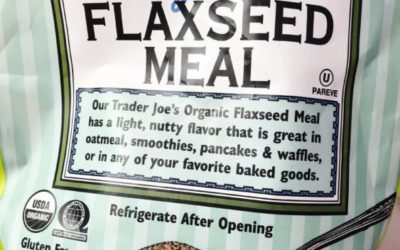 FLAXSEED
MEAL
U
PAREVE
Our Trader Joe's Organic Flaxseed Meal
has a light, nutty flavor that is great in
oatmeal, smoothies, pancakes & waffles,
or in any of your favorite baked goods.
USDA
ORGANIC
Refrigerate After Opening
Gluten